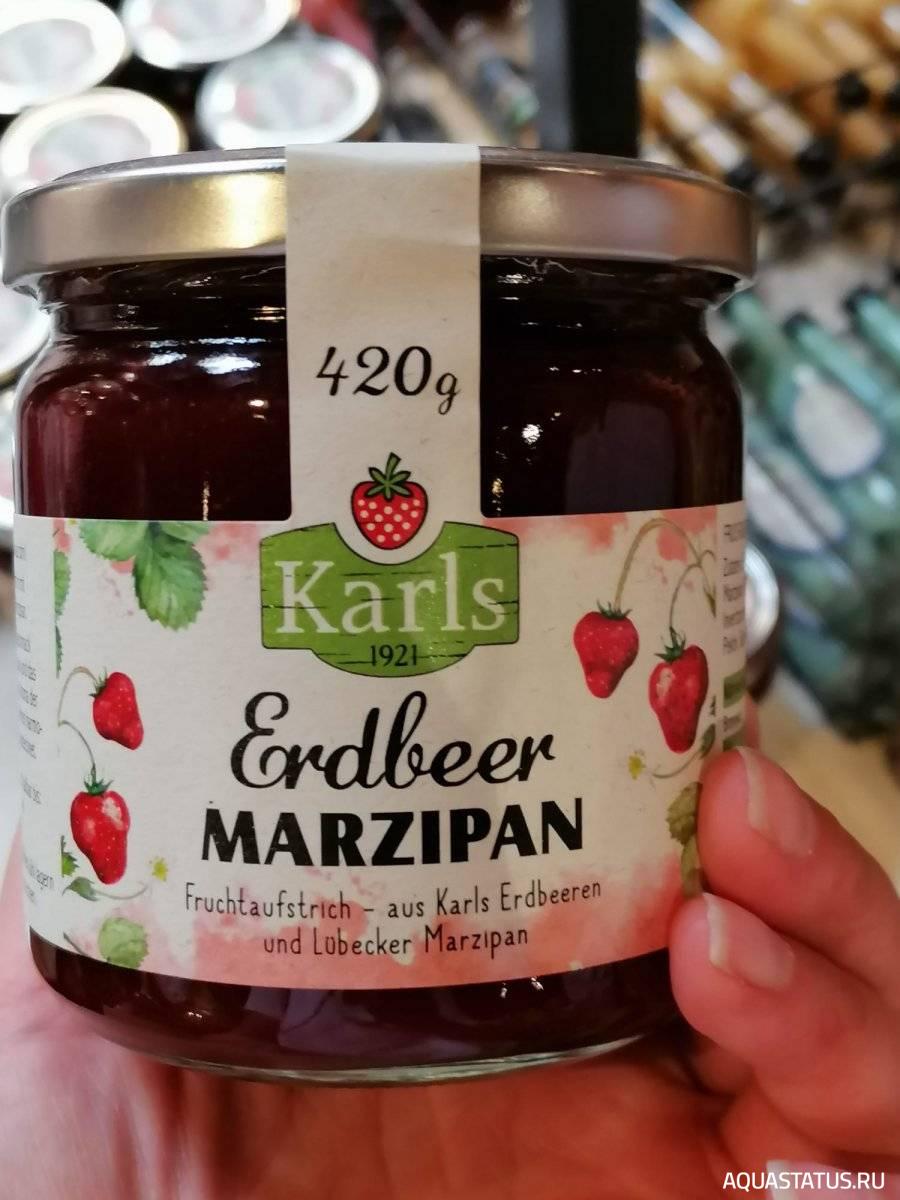 420g
Karls
1921
Erdbeer
MARZIPAN
Fruchtaufstrich - aus Karls Erdbeeren
und Lübecker Marzipan
AQUASTATUS.RU